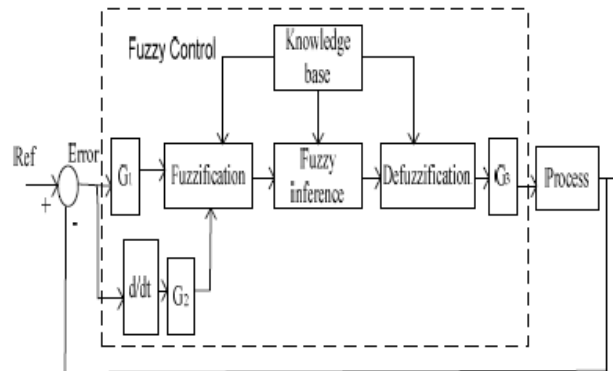 Fuzzy Control
Knowledge
base
Ref
Error
G1
Fuzzification
Fuzzy
inference
Defuzzification
G3
Process
+
-
d/dt
G2